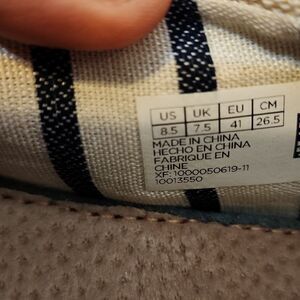 US UK EU CM
8.5 7.5 41 26.5
MADE IN CHINA
HECHO EN CHINA
FABRIQUE EN
CHINE
XF: 1000050619-11
10013550